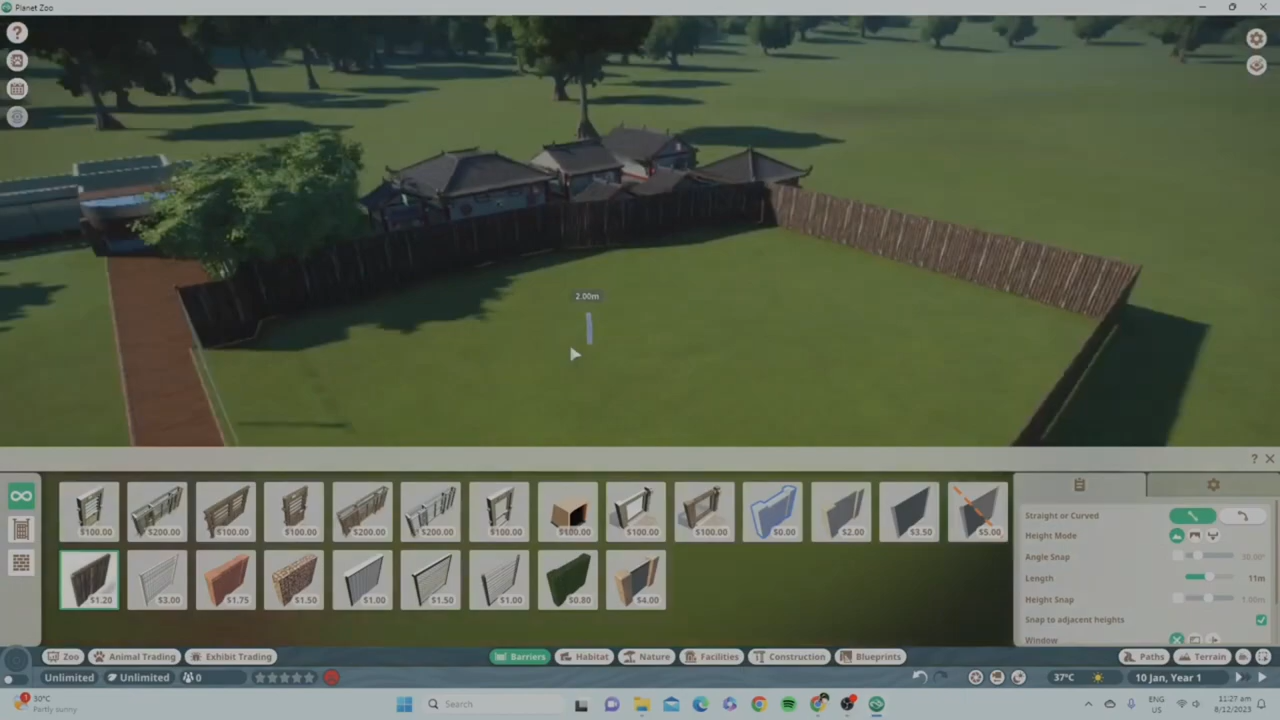 Planet Zoo
2.00m
$100.00 $200.00 $100.00 $100.00 $200.00 $200.00 $100.00 $100.00 $100.00 $100.00 $0.00 $2.00 $3.50 $5.00
$1.20 $3.00 $1.75 $1.50 $1.00 $1.50 $1.00 $0.80 $4.00
Straight or Curved
Height Mode
Angle Snap
Length 11m
Height Snap 1.00m
Snap to adjacent heights
Window
Zoo Animal Trading Exhibit Trading Barriers Habitat Nature Facilities Construction Blueprints Paths Terrain
Unlimited Unlimited 0 37°C 10 Jan, Year 1
1
30°C
Partly sunny
Search
ENG
US
11:27 am
8/12/2023